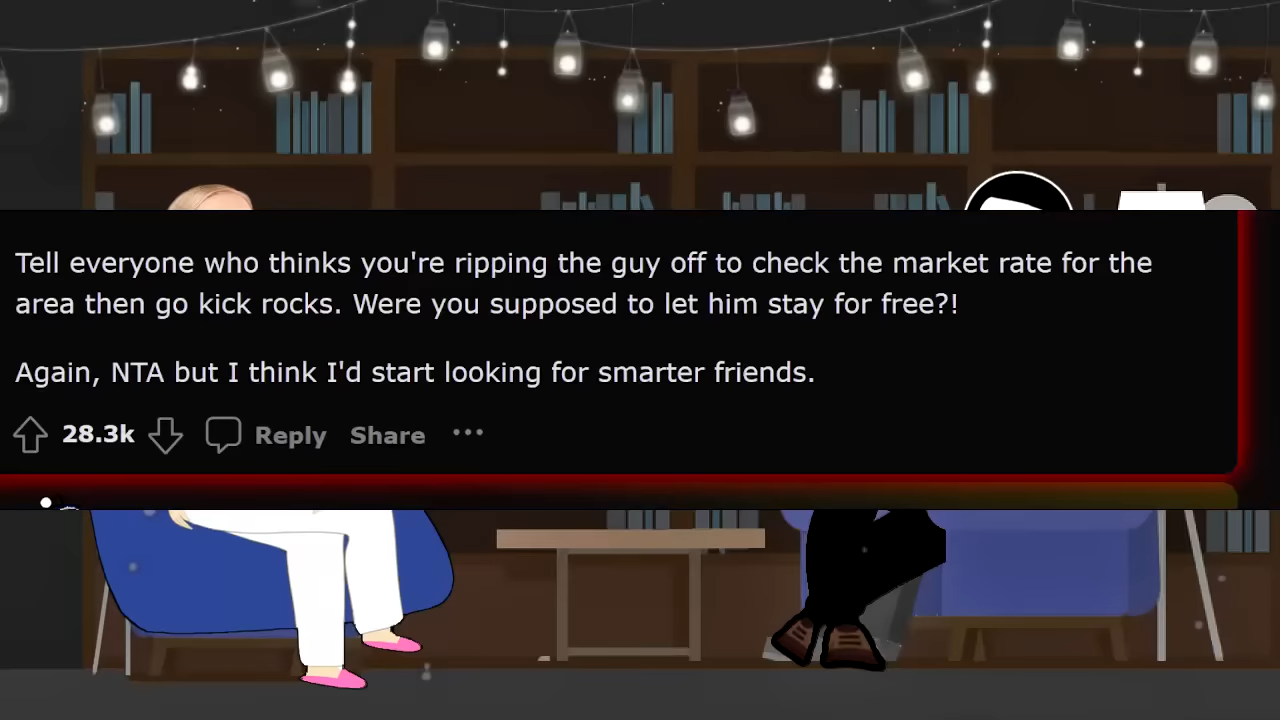 Tell everyone who thinks you're ripping the guy off to check the market rate for the
area then go kick rocks. Were you supposed to let him stay for free?!
Again, NTA but I think I'd start looking for smarter friends.
28.3k Reply Share ···